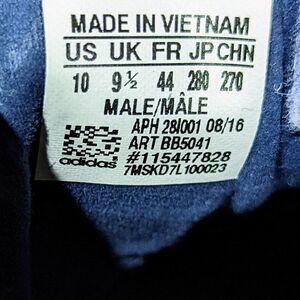 MADE IN VIETNAM
US UK FR JP CHN
10 9½ 44 280 270
MALE/MÂLE
APH 28I001 08/16
ART BB5041
#115447828
adidas 7MSKD7L100023